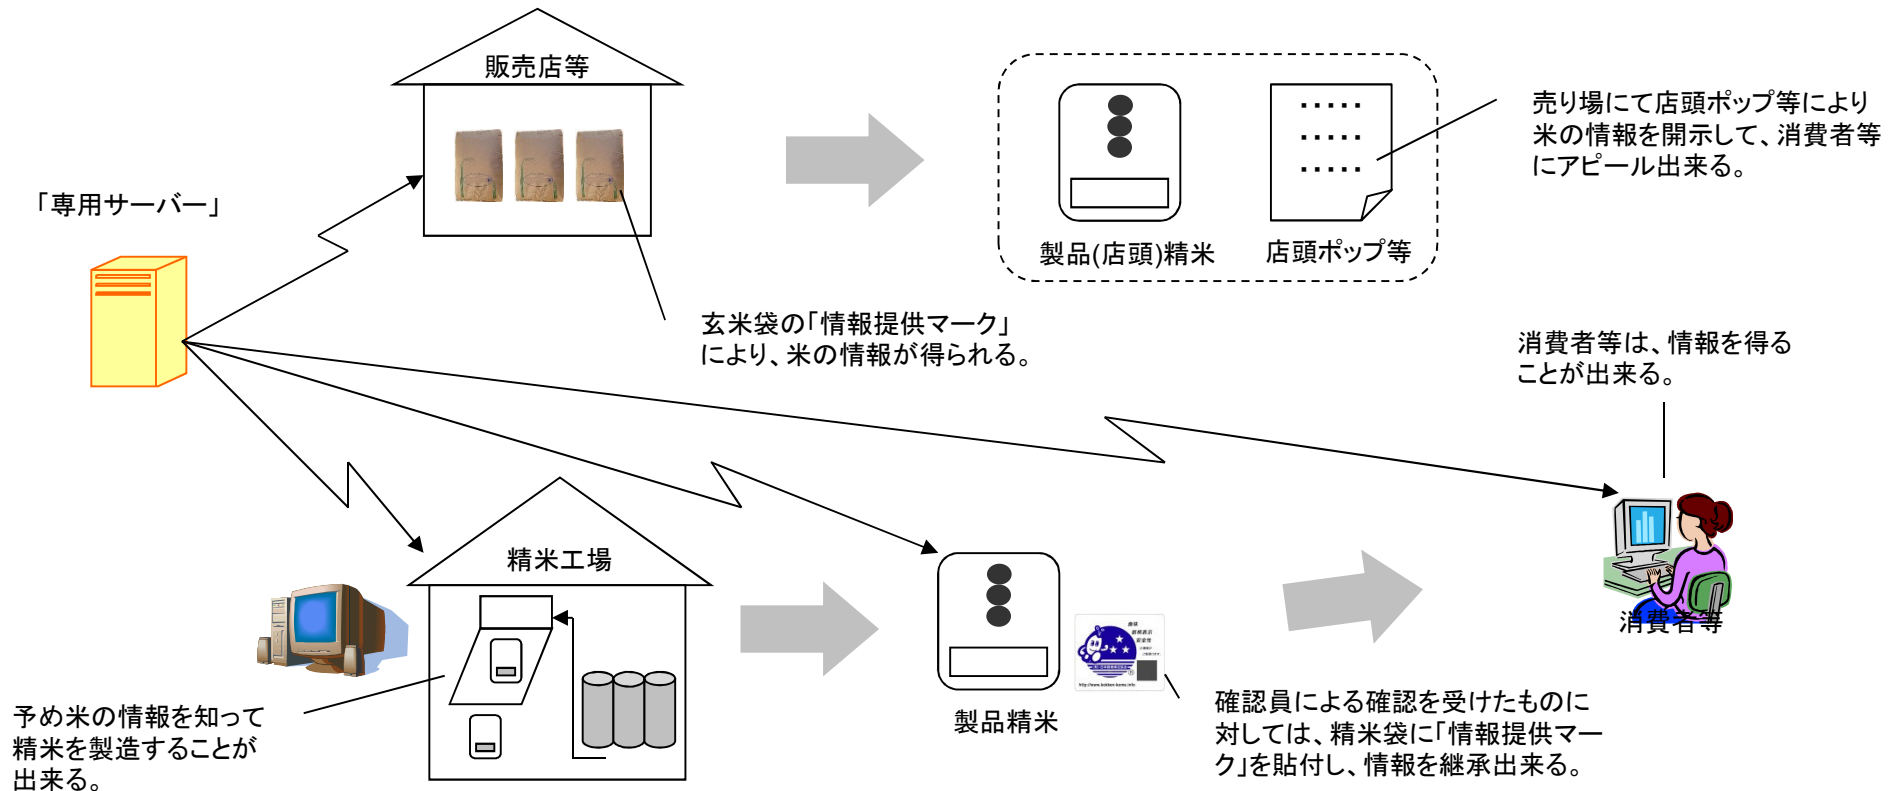 販売店等
売り場にて店頭ポップ等により
米の情報を開示して、消費者等
にアピール出来る。
「専用サーバー」
製品(店頭)精米
店頭ポップ等
玄米袋の「情報提供マーク」
により、米の情報が得られる。
消費者等は、情報を得る
ことが出来る。
精米工場
消費者等
製品精米
確認員による確認を受けたものに
対しては、精米袋に「情報提供マー
ク」を貼付し、情報を継承出来る。
予め米の情報を知って
精米を製造することが
出来る。